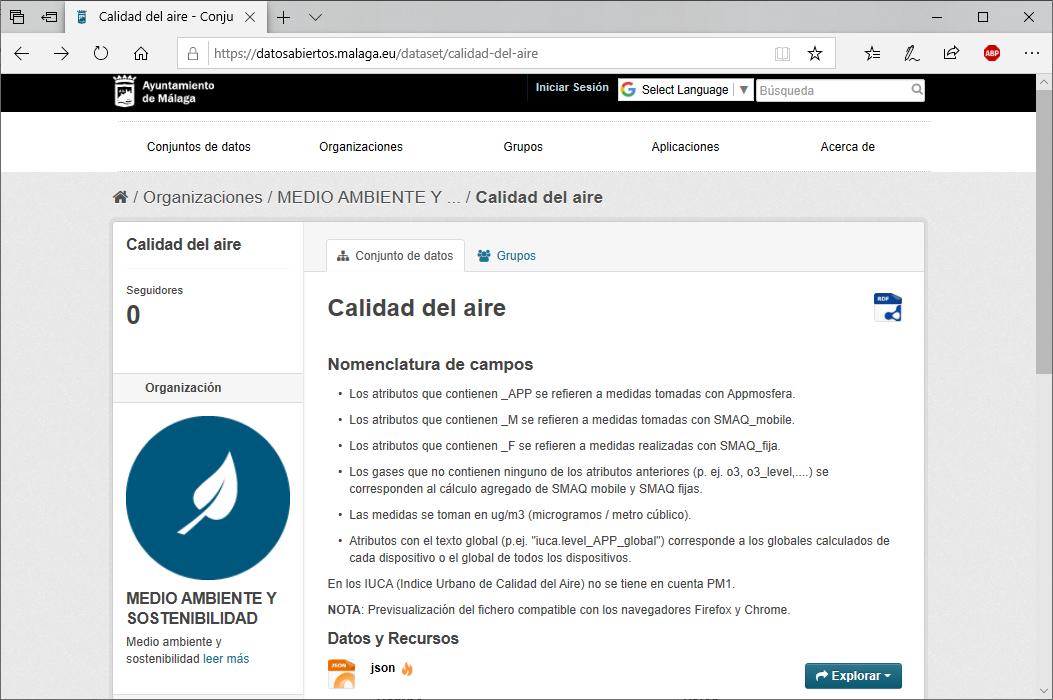 Calidad del aire - Conju
https://datosabiertos.malaga.eu/dataset/calidad-del-aire
ABP
Ayuntamiento
de Málaga
Iniciar Sesión
G Select Language ▼
Búsqueda
Conjuntos de datos
Organizaciones
Grupos
Aplicaciones
Acerca de
/ Organizaciones / MEDIO AMBIENTE Y ... / Calidad del aire
Calidad del aire
Seguidores
0
Organización
MEDIO AMBIENTE Y
SOSTENIBILIDAD
Medio ambiente y
sostenibilidad leer más
Conjunto de datos
Grupos
Calidad del aire
RDF
Nomenclatura de campos
• Los atributos que contienen _APP se refieren a medidas tomadas con Appmosfera.
• Los atributos que contienen _M se refieren a medidas tomadas con SMAQ_mobile.
• Los atributos que contienen _F se refieren a medidas realizadas con SMAQ_fija.
• Los gases que no contienen ninguno de los atributos anteriores (p. ej. o3, o3_level,....) se
corresponden al cálculo agregado de SMAQ mobile y SMAQ fijas.
• Las medidas se toman en ug/m3 (microgramos / metro cúblico).
• Atributos con el texto global (p.ej. "iuca.level_APP_global") corresponde a los globales calculados de
cada dispositivo o el global de todos los dispositivos.
En los IUCA (Indice Urbano de Calidad del Aire) no se tiene en cuenta PM1.
NOTA: Previsualización del fichero compatible con los navegadores Firefox y Chrome.
Datos y Recursos
JSON
json
Explorar